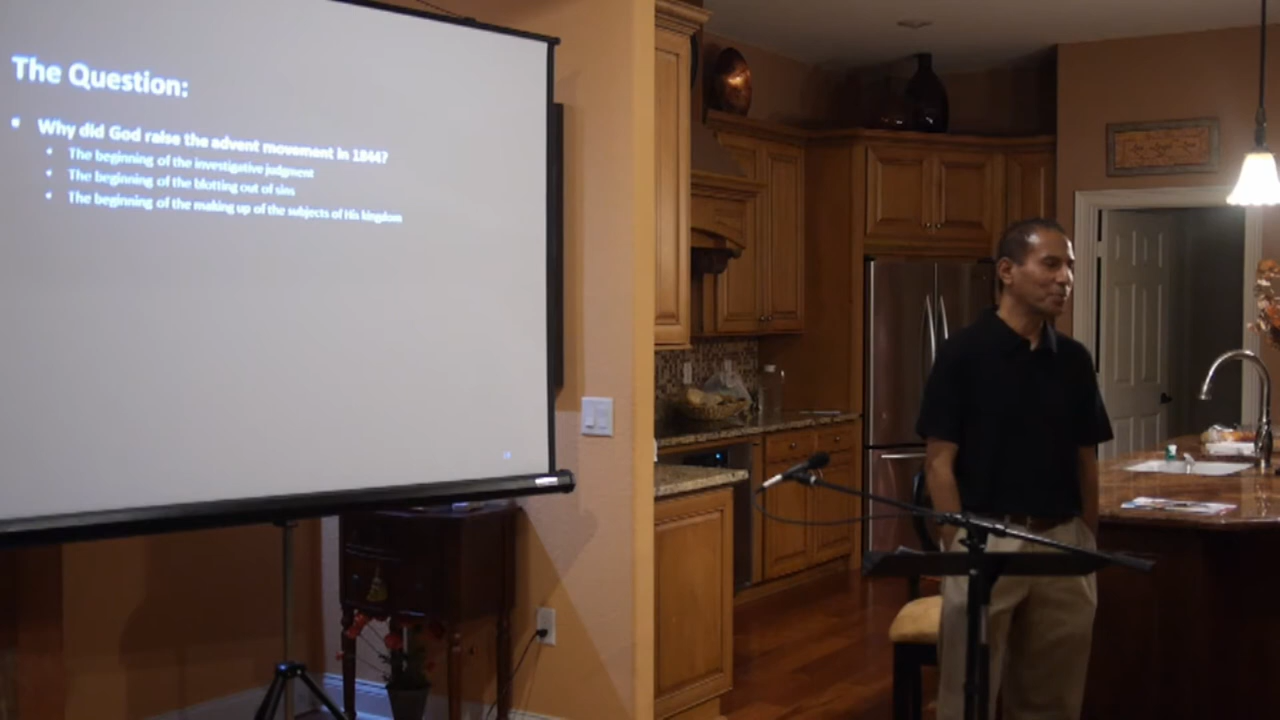 The Question:
Why did God raise the advent movement in 1844?
The beginning of the investigative judgment
The beginning of the blotting out of sins
The beginning of the making up of the subjects of His kingdom